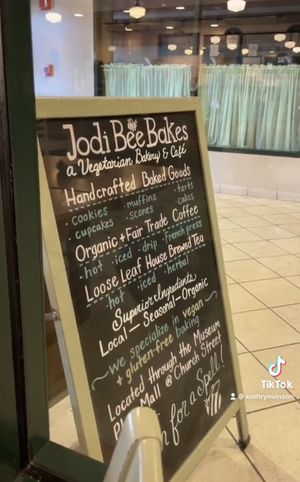 Jodi Bee Bakes
a Vegetarian Bakery & Café
Handcrafted Baked Goods
· cookies · muffins · tarts
· cupcakes · scones · cakes
Organic + Fair Trade Coffee
· hot · iced · drip · French press
Loose Leaf House Brewed Tea
· hot · iced · herbal
Superior Ingredients
Local — Seasonal — Organic
~we specialize in vegan~
+ gluten-free baking
Located through the Museum
Mall @ Church Street
for a Spell!
TikTok
@kathrynvinson